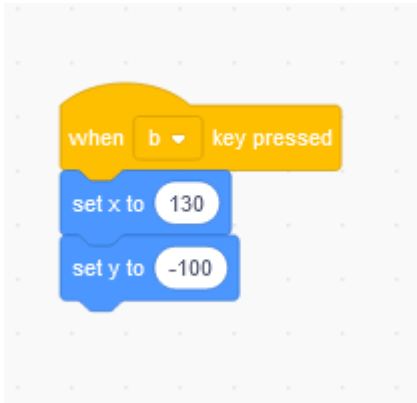 when b key pressed
set x to 130
set y to -100